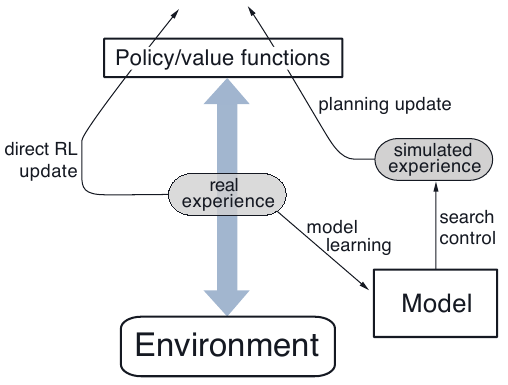 Policy/value functions
planning update
direct RL
update
simulated
experience
real
experience
model
learning
search
control
Model
Environment